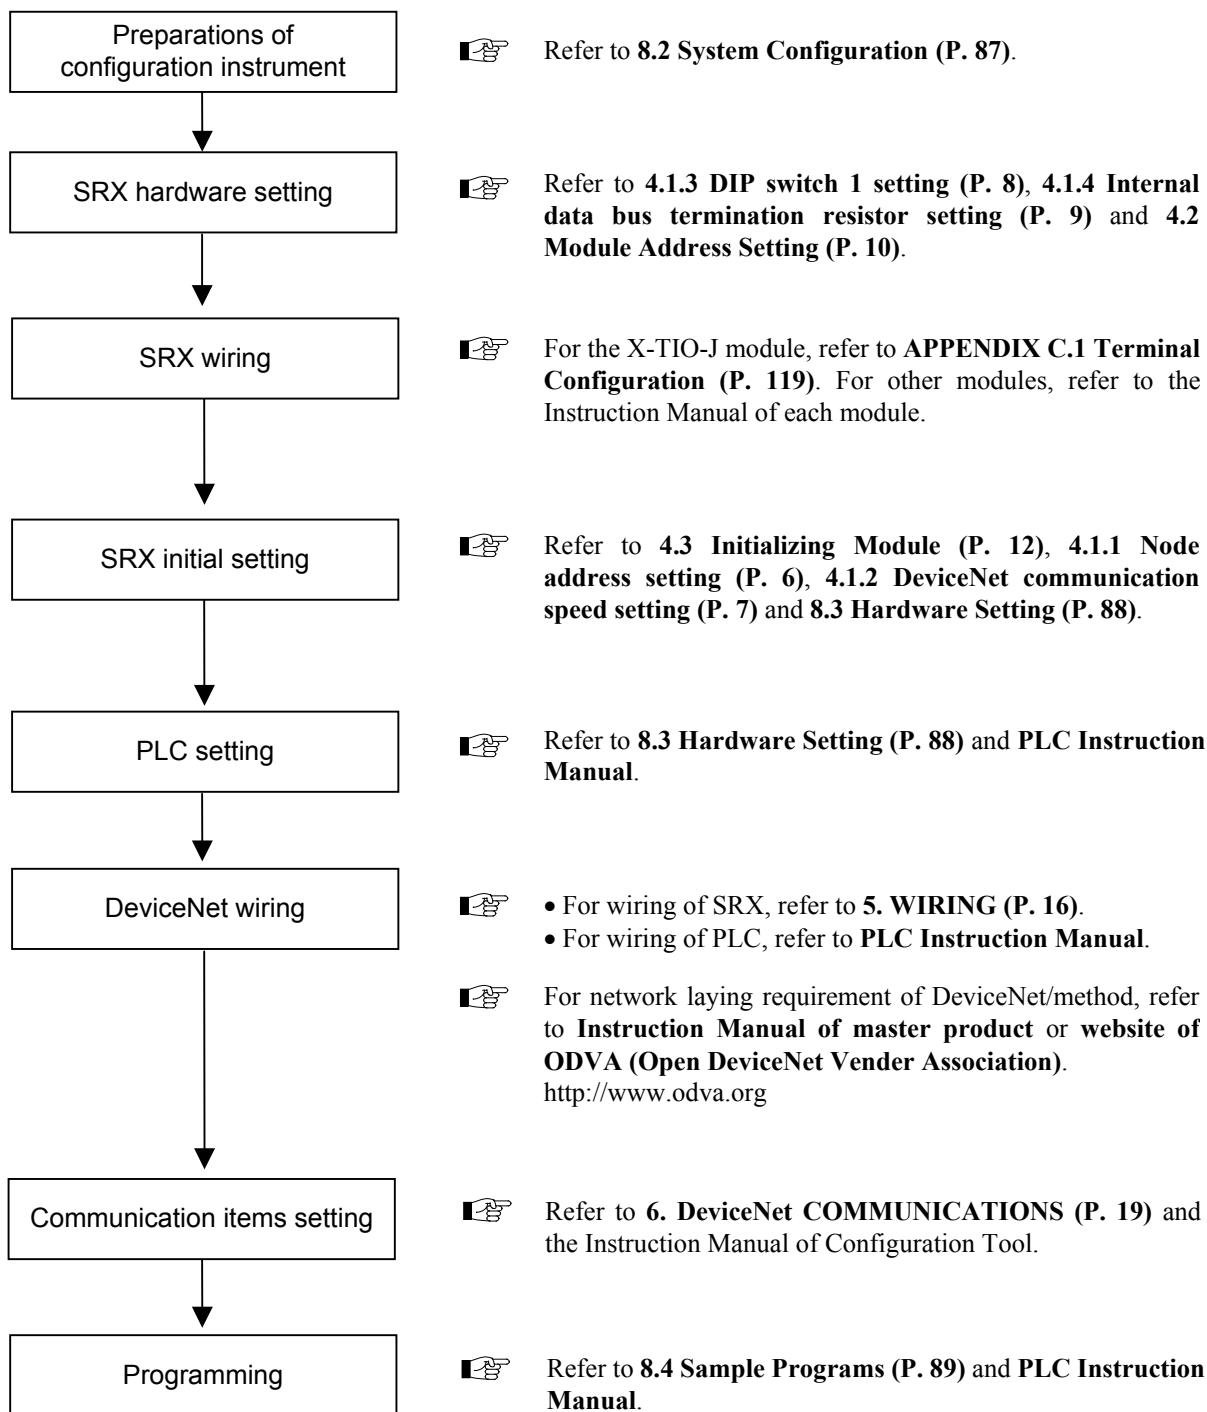 Preparations of
configuration instrument
Refer to 8.2 System Configuration (P. 87).
SRX hardware setting
Refer to 4.1.3 DIP switch 1 setting (P. 8), 4.1.4 Internal
data bus termination resistor setting (P. 9) and 4.2
Module Address Setting (P. 10).
SRX wiring
For the X-TIO-J module, refer to APPENDIX C.1 Terminal
Configuration (P. 119). For other modules, refer to the
Instruction Manual of each module.
SRX initial setting
Refer to 4.3 Initializing Module (P. 12), 4.1.1 Node
address setting (P. 6), 4.1.2 DeviceNet communication
speed setting (P. 7) and 8.3 Hardware Setting (P. 88).
PLC setting
Refer to 8.3 Hardware Setting (P. 88) and PLC Instruction
Manual.
DeviceNet wiring
• For wiring of SRX, refer to 5. WIRING (P. 16).
• For wiring of PLC, refer to PLC Instruction Manual.
For network laying requirement of DeviceNet/method, refer
to Instruction Manual of master product or website of
ODVA (Open DeviceNet Vender Association).
http://www.odva.org
Communication items setting
Refer to 6. DeviceNet COMMUNICATIONS (P. 19) and
the Instruction Manual of Configuration Tool.
Programming
Refer to 8.4 Sample Programs (P. 89) and PLC Instruction
Manual.